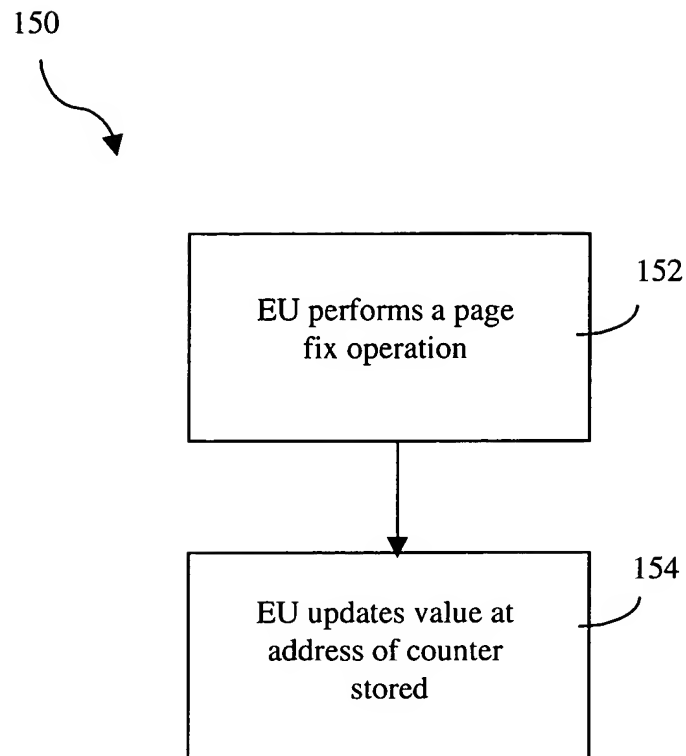 150
152
EU performs a page
fix operation
154
EU updates value at
address of counter
stored